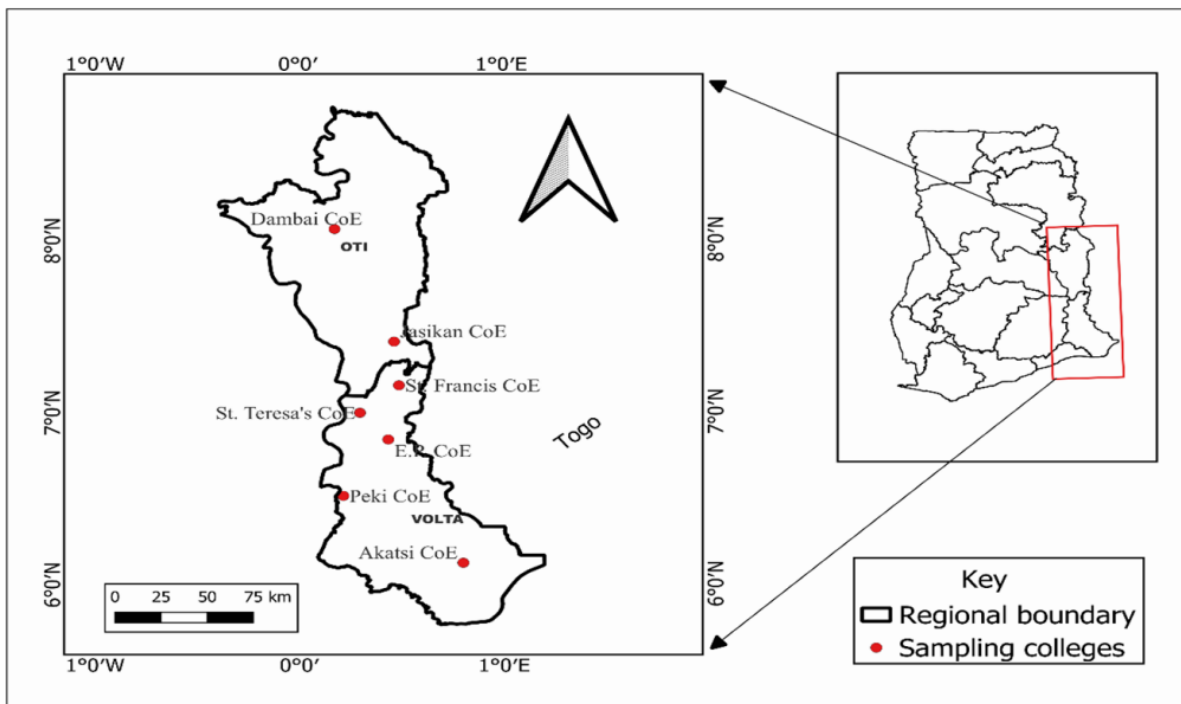 1°0′W 0°0′ 1°0′E
8°0′N
7°0′N
6°0′N
Dambai CoE
OTI
Jasikan CoE
St. Francis CoE
St. Teresa's CoE
E.P. CoE
Peki CoE
VOLTA
Akatsi CoE
Togo
0 25 50 75 km
1°0′W 0°0′ 1°0′E
8°0′N
7°0′N
6°0′N
Key
Regional boundary
Sampling colleges